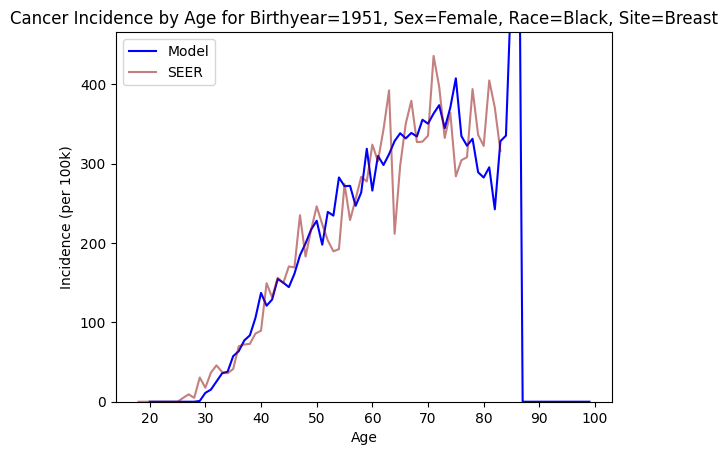 Cancer Incidence by Age for Birthyear=1951, Sex=Female, Race=Black, Site=Breast
Model
SEER
Incidence (per 100k)
400
300
200
100
0
20 30 40 50 60 70 80 90 100
Age